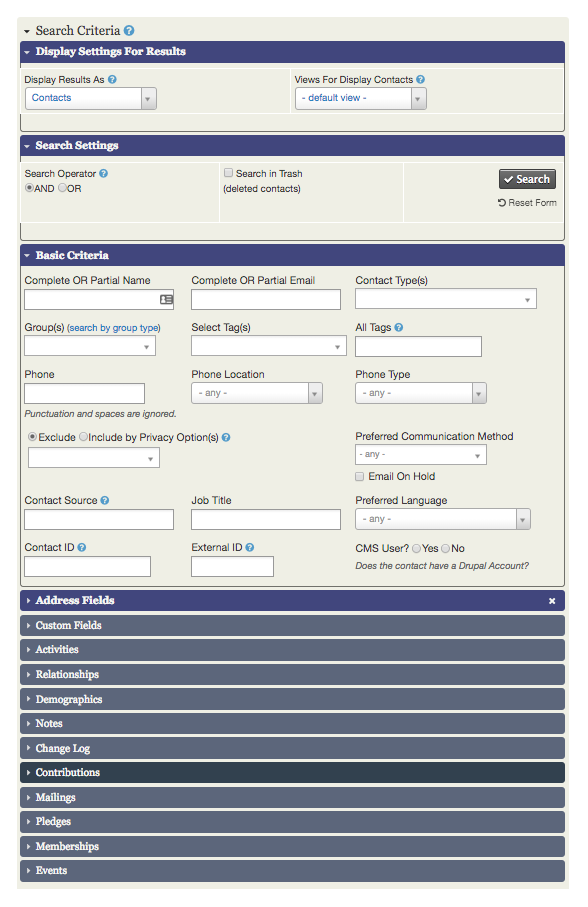 Search Criteria ?
Display Settings For Results
Display Results As ? Views For Display Contacts ?
Contacts - default view -
Search Settings
Search Operator ? Search in Trash Search
AND OR (deleted contacts)
Reset Form
Basic Criteria
Complete OR Partial Name Complete OR Partial Email Contact Type(s)
Group(s) (search by group type) Select Tag(s) All Tags ?
Phone Phone Location Phone Type
- any - - any -
Punctuation and spaces are ignored.
Exclude Include by Privacy Option(s) ? Preferred Communication Method
- any -
Email On Hold
Contact Source ? Job Title Preferred Language
- any -
Contact ID ? External ID ? CMS User? Yes No
Does the contact have a Drupal Account?
Address Fields
Custom Fields
Activities
Relationships
Demographics
Notes
Change Log
Contributions
Mailings
Pledges
Memberships
Events